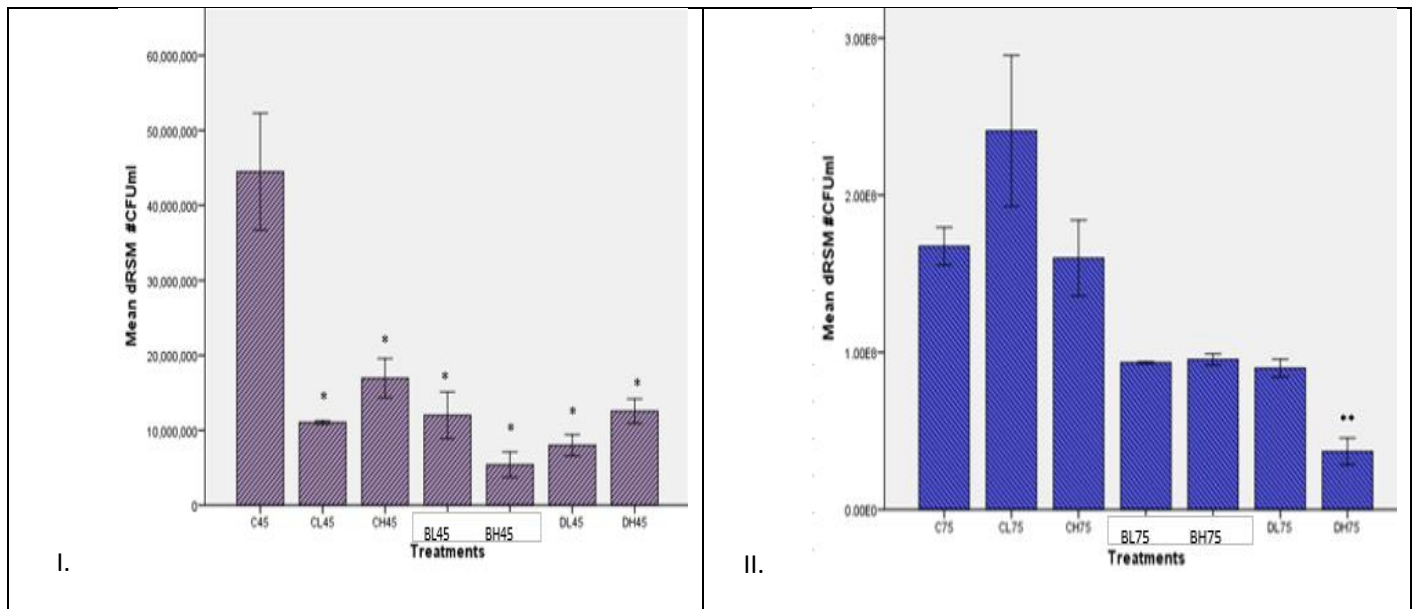 60,000,000
50,000,000
40,000,000
30,000,000
20,000,000
10,000,000
0
Mean dRSM #CFUml
* * * * * *
C45 CL45 CH45 BL45 BH45 DL45 DH45
Treatments
I.
3.00E8
2.00E8
1.00E8
0.00E0
Mean dRSM #CFUml
**
C75 CL75 CH75 BL75 BH75 DL75 DH75
Treatments
II.